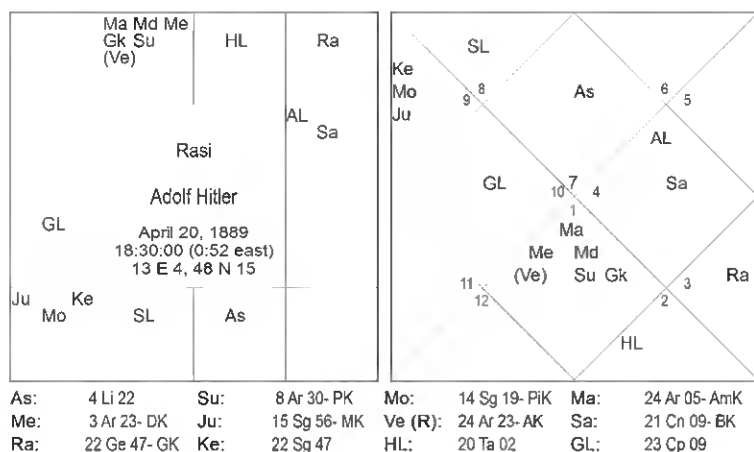 Ma Md Me
Gk Su
(Ve)
HL
Ra
AL
Sa
Rasi
Adolf Hitler
April 20, 1889
18:30:00 (0:52 east)
13 E 4, 48 N 15
GL
Ju
Ke
Mo
SL
As
SL
Ke
Mo
Ju
9
8
As
6
5
AL
GL
10
7
4
Sa
1
Ma
Me
Md
(Ve)
Su Gk
11
12
3
2
Ra
HL
As: 4 Li 22 Su: 8 Ar 30- PK Mo: 14 Sg 19- PiK Ma: 24 Ar 05- AmK
Me: 3 Ar 23- DK Ju: 15 Sg 56- MK Ve (R): 24 Ar 23- AK Sa: 21 Cn 09- BK
Ra: 22 Ge 47- GK Ke: 22 Sg 47 HL: 20 Ta 02 GL: 23 Cp 09